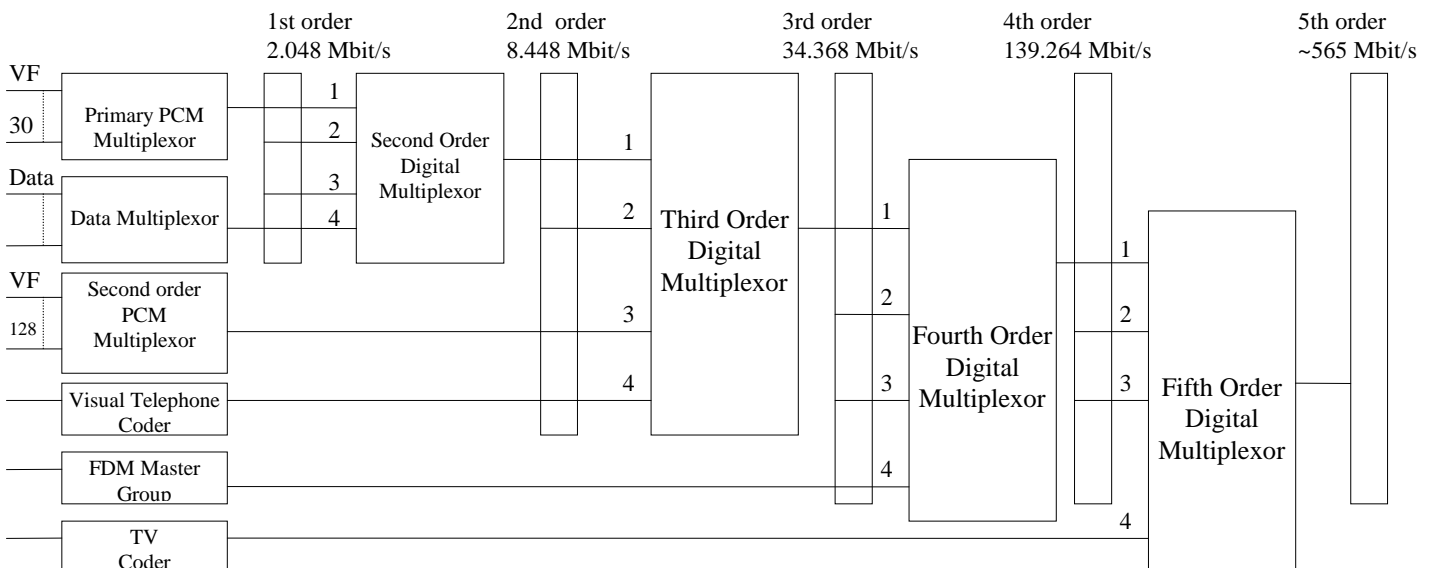 1st order
2.048 Mbit/s
2nd order
8.448 Mbit/s
3rd order
34.368 Mbit/s
4th order
139.264 Mbit/s
5th order
~565 Mbit/s
VF
30
Primary PCM
Multiplexor
Data
Data Multiplexor
VF
128
Second order
PCM
Multiplexor
Visual Telephone
Coder
FDM Master
Group
TV
Coder
1
2
3
4
Second Order
Digital
Multiplexor
1
2
3
4
Third Order
Digital
Multiplexor
1
2
3
4
Fourth Order
Digital
Multiplexor
1
2
3
4
Fifth Order
Digital
Multiplexor